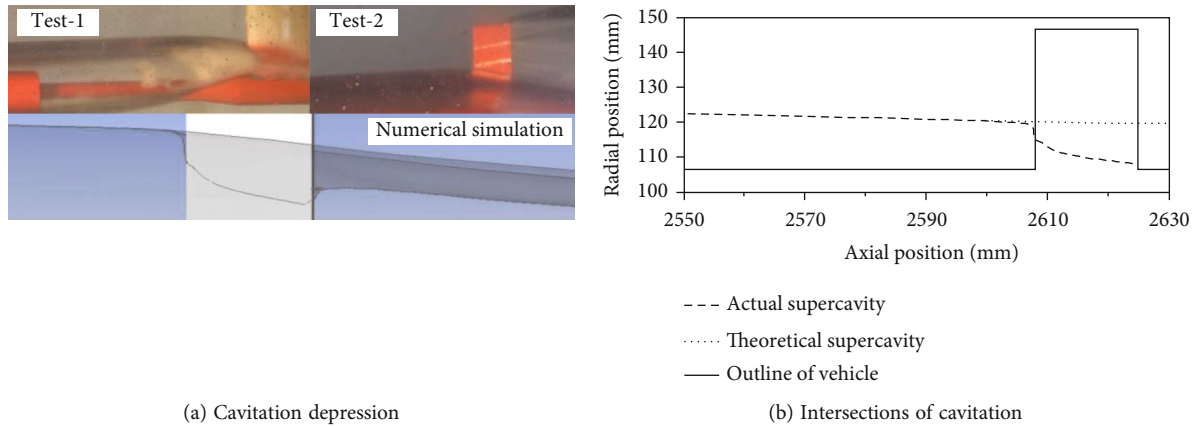 Test-1
Test-2
Numerical simulation
(a) Cavitation depression
150
140
130
120
110
100
Radial position (mm)
2550
2570
2590
2610
2630
Axial position (mm)
Actual supercavity
Theoretical supercavity
Outline of vehicle
(b) Intersections of cavitation